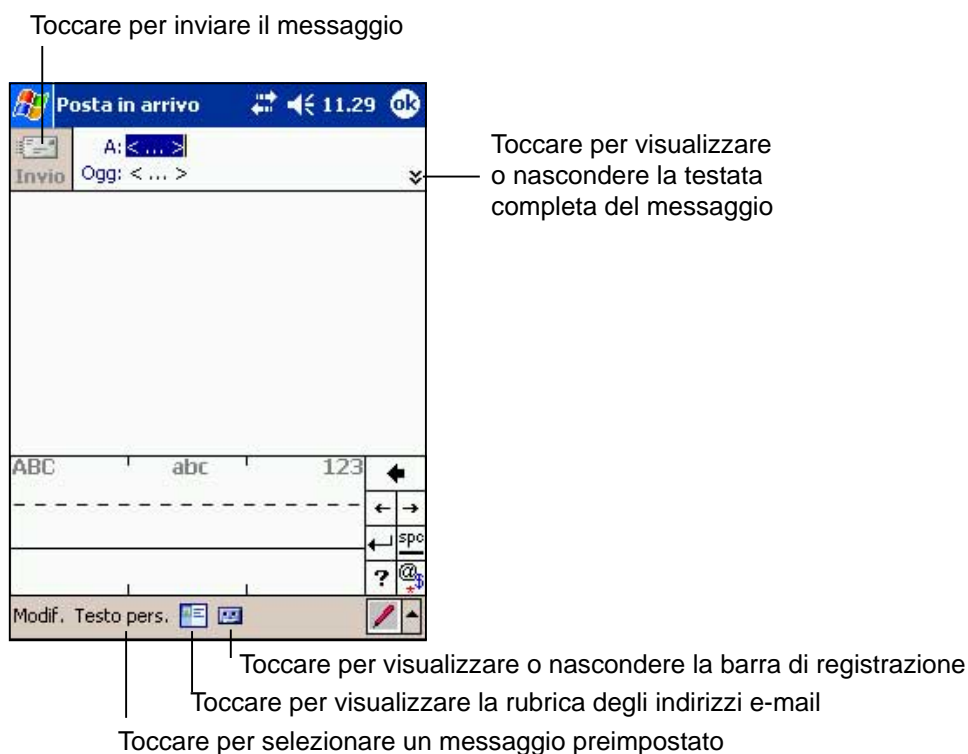 Toccare per inviare il messaggio
Posta in arrivo 11.29 ok
A: < ... >
Invio Ogg: < ... >
Toccare per visualizzare
o nascondere la testata
completa del messaggio
ABC abc 123
spc
? @*$
Modif. Testo pers.
Toccare per visualizzare o nascondere la barra di registrazione
Toccare per visualizzare la rubrica degli indirizzi e-mail
Toccare per selezionare un messaggio preimpostato